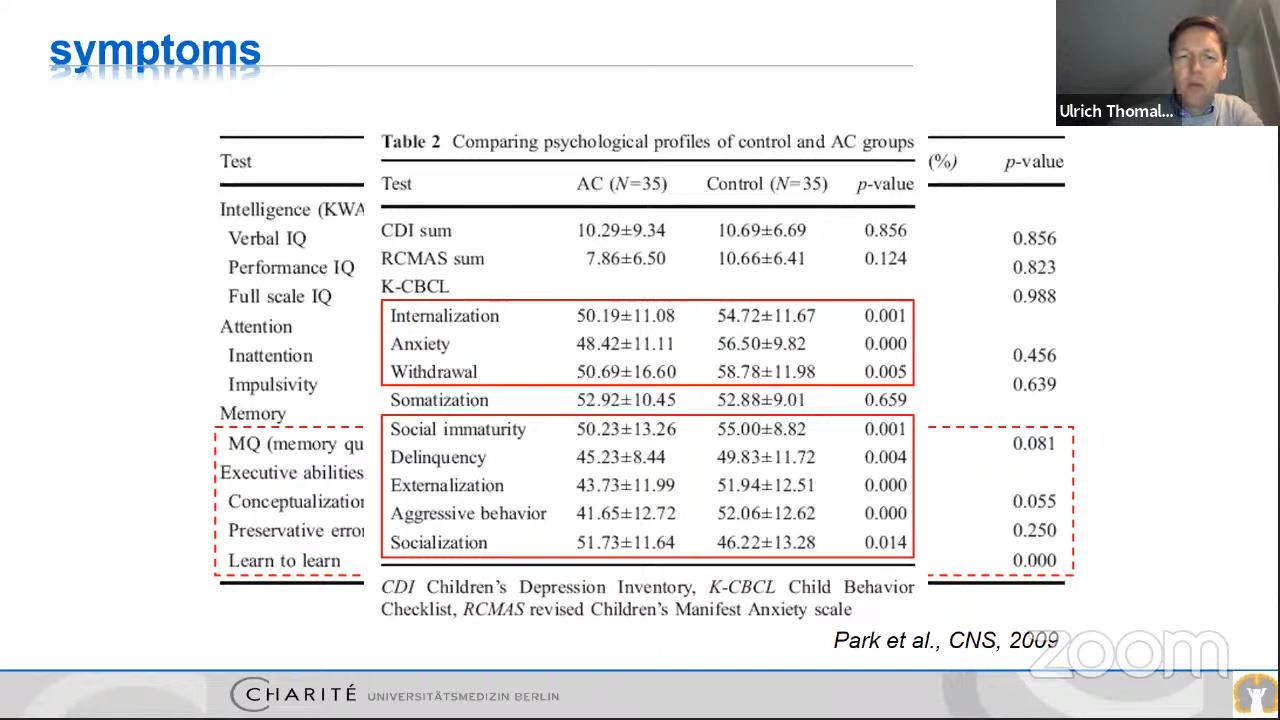 symptoms
Ulrich Thomal...
Test
(%)
p-value
Intelligence (KWA
Verbal IQ
0.856
Performance IQ
0.823
Full scale IQ
0.988
Attention
Inattention
0.456
Impulsivity
0.639
Memory
MQ (memory qu
0.081
Executive abilities
Conceptualization
0.055
Preservative erro
0.250
Learn to learn
0.000
Table 2 Comparing psychological profiles of control and AC groups
Test AC (N=35) Control (N=35) p-value
CDI sum 10.29±9.34 10.69±6.69 0.856
RCMAS sum 7.86±6.50 10.66±6.41 0.124
K-CBCL
Internalization 50.19±11.08 54.72±11.67 0.001
Anxiety 48.42±11.11 56.50±9.82 0.000
Withdrawal 50.69±16.60 58.78±11.98 0.005
Somatization 52.92±10.45 52.88±9.01 0.659
Social immaturity 50.23±13.26 55.00±8.82 0.001
Delinquency 45.23±8.44 49.83±11.72 0.004
Externalization 43.73±11.99 51.94±12.51 0.000
Aggressive behavior 41.65±12.72 52.06±12.62 0.000
Socialization 51.73±11.64 46.22±13.28 0.014
CDI Children's Depression Inventory, K-CBCL Child Behavior
Checklist, RCMAS revised Children's Manifest Anxiety scale
Park et al., CNS, 2009
zoom
CHARITÉ UNIVERSITÄTSMEDIZIN BERLIN